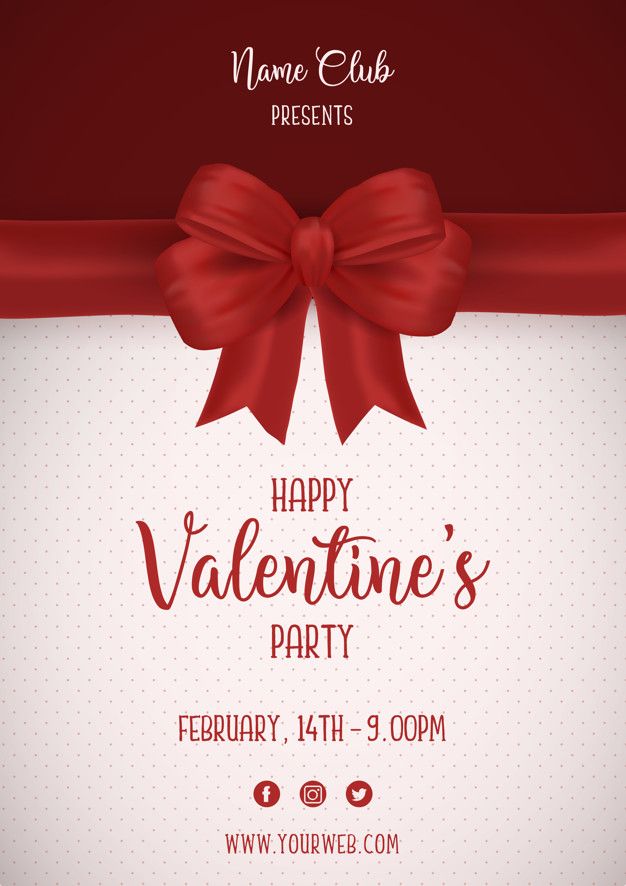 Name Club
PRESENTS
HAPPY
Valentine's
PARTY
FEBRUARY, 14TH - 9.00PM
WWW.YOURWEB.COM